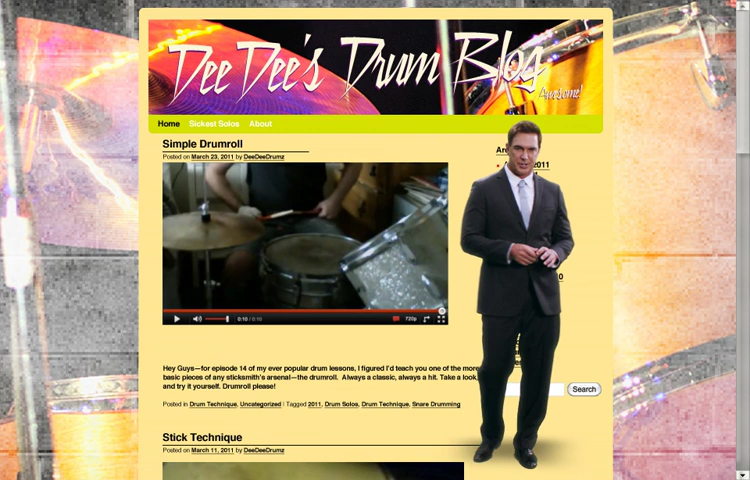 Dee Dee's Drum Blog
Awesome!
Home Sickest Solos About
Simple Drumroll
Posted on March 23, 2011 by DeeDeeDrumz
2011
0:10 / 0:10
720p
Hey Guys—for episode 14 of my ever popular drum lessons, I figured I'd teach you one of the more
basic pieces of any sticksmith's arsenal—the drumroll. Always a classic, always a hit. Take a look,
and try it yourself. Drumroll please!
Search
Posted in Drum Technique, Uncategorized | Tagged 2011, Drum Solos, Drum Technique, Snare Drumming
Stick Technique
Posted on March 11, 2011 by DeeDeeDrumz